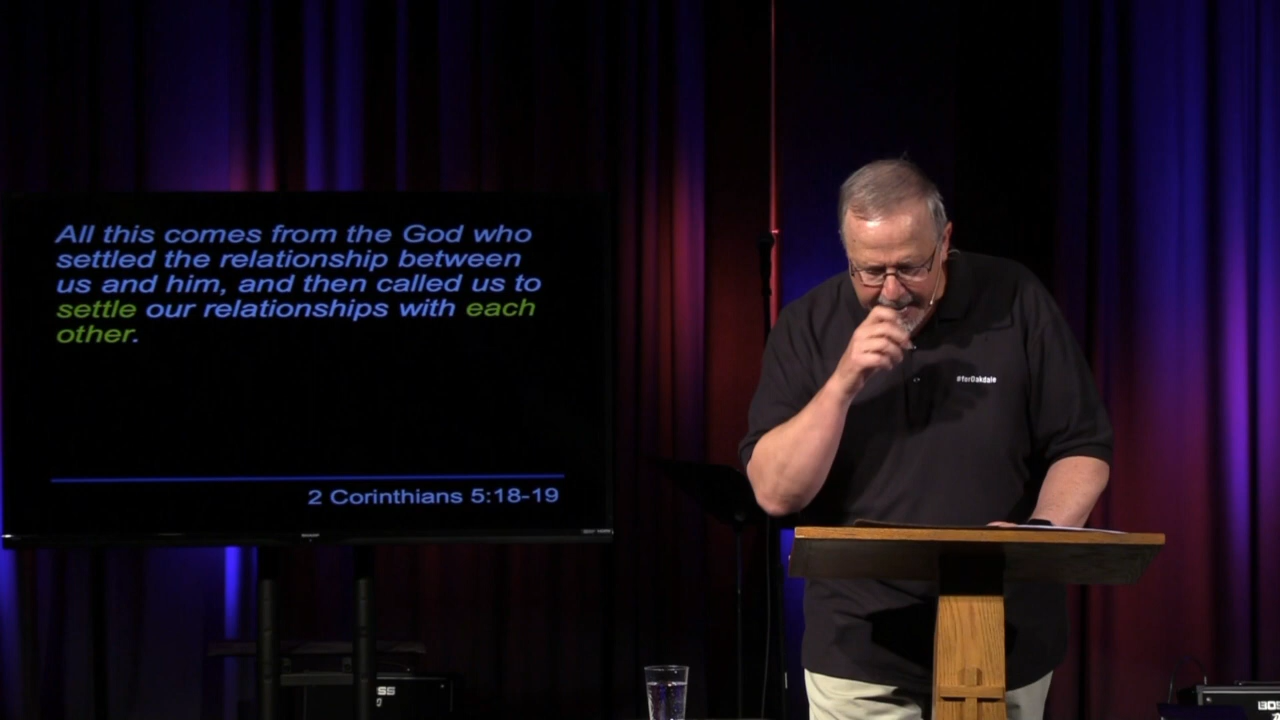 All this comes from the God who
settled the relationship between
us and him, and then called us to
settle our relationships with each
other.
2 Corinthians 5:18-19
#forOakdale